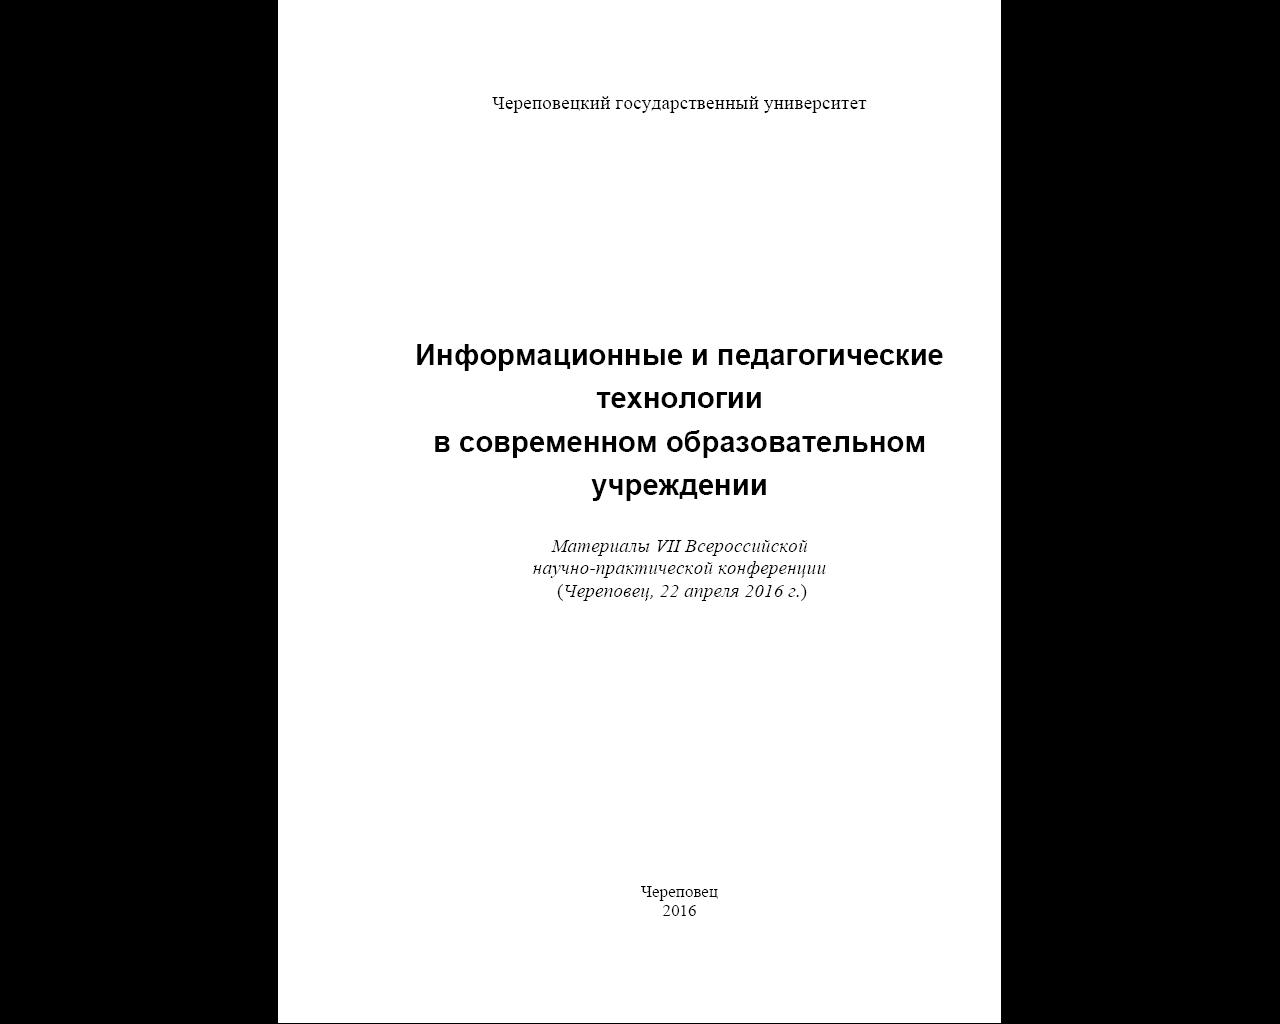 Череповецкий государственный университет
Информационные и педагогические
технологии
в современном образовательном
учреждении
Материалы VII Всероссийской
научно-практической конференции
(Череповец, 22 апреля 2016 г.)
Череповец
2016